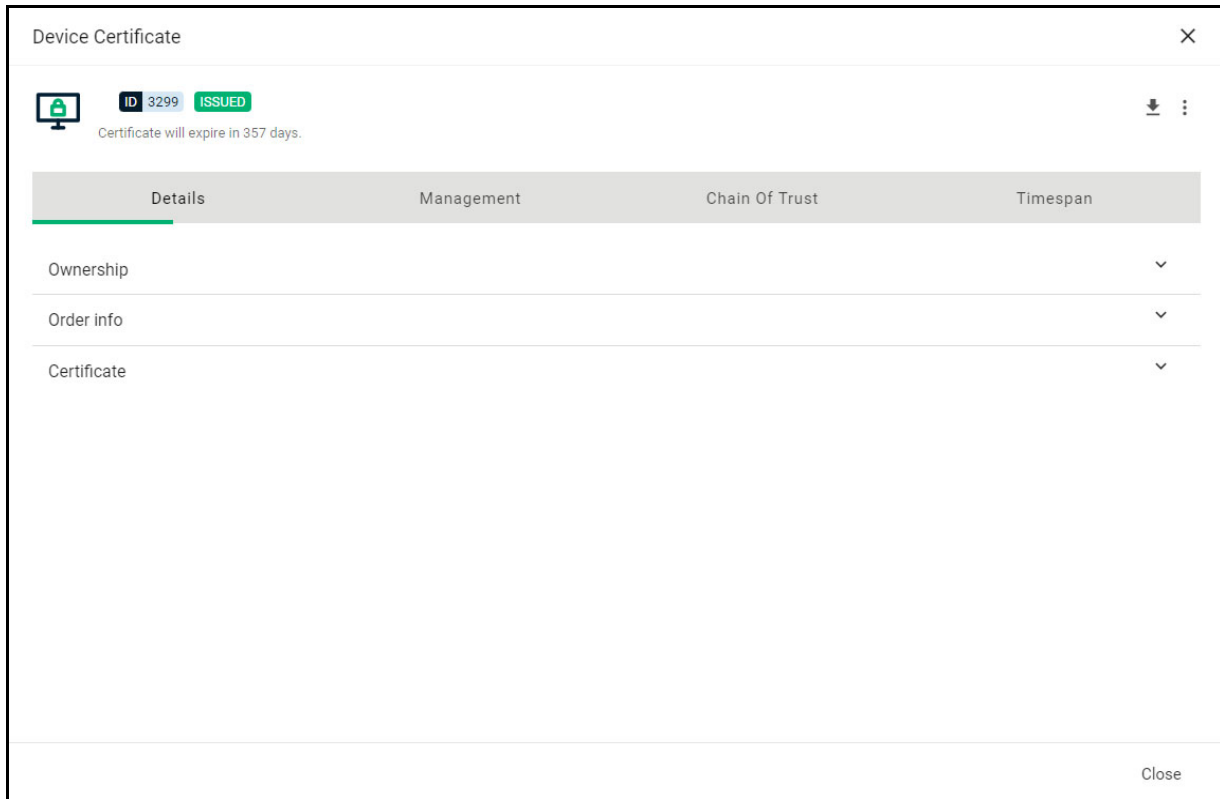 Device Certificate
ID 3299 ISSUED
Certificate will expire in 357 days.
Details Management Chain Of Trust Timespan
Ownership
Order info
Certificate
Close